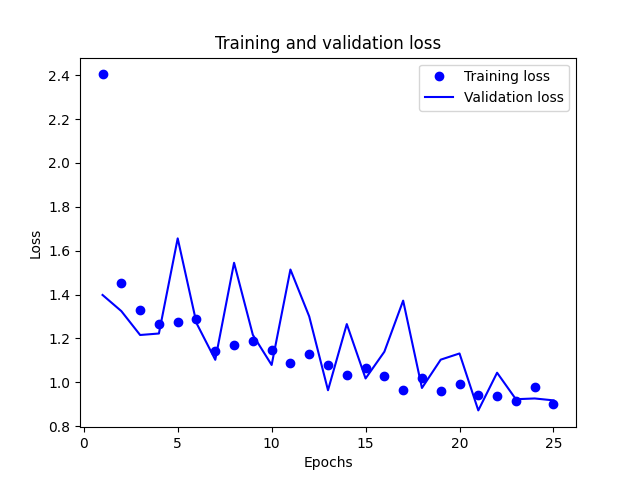 Training and validation loss
Training loss
Validation loss
Loss
2.4
2.2
2.0
1.8
1.6
1.4
1.2
1.0
0.8
0 5 10 15 20 25
Epochs